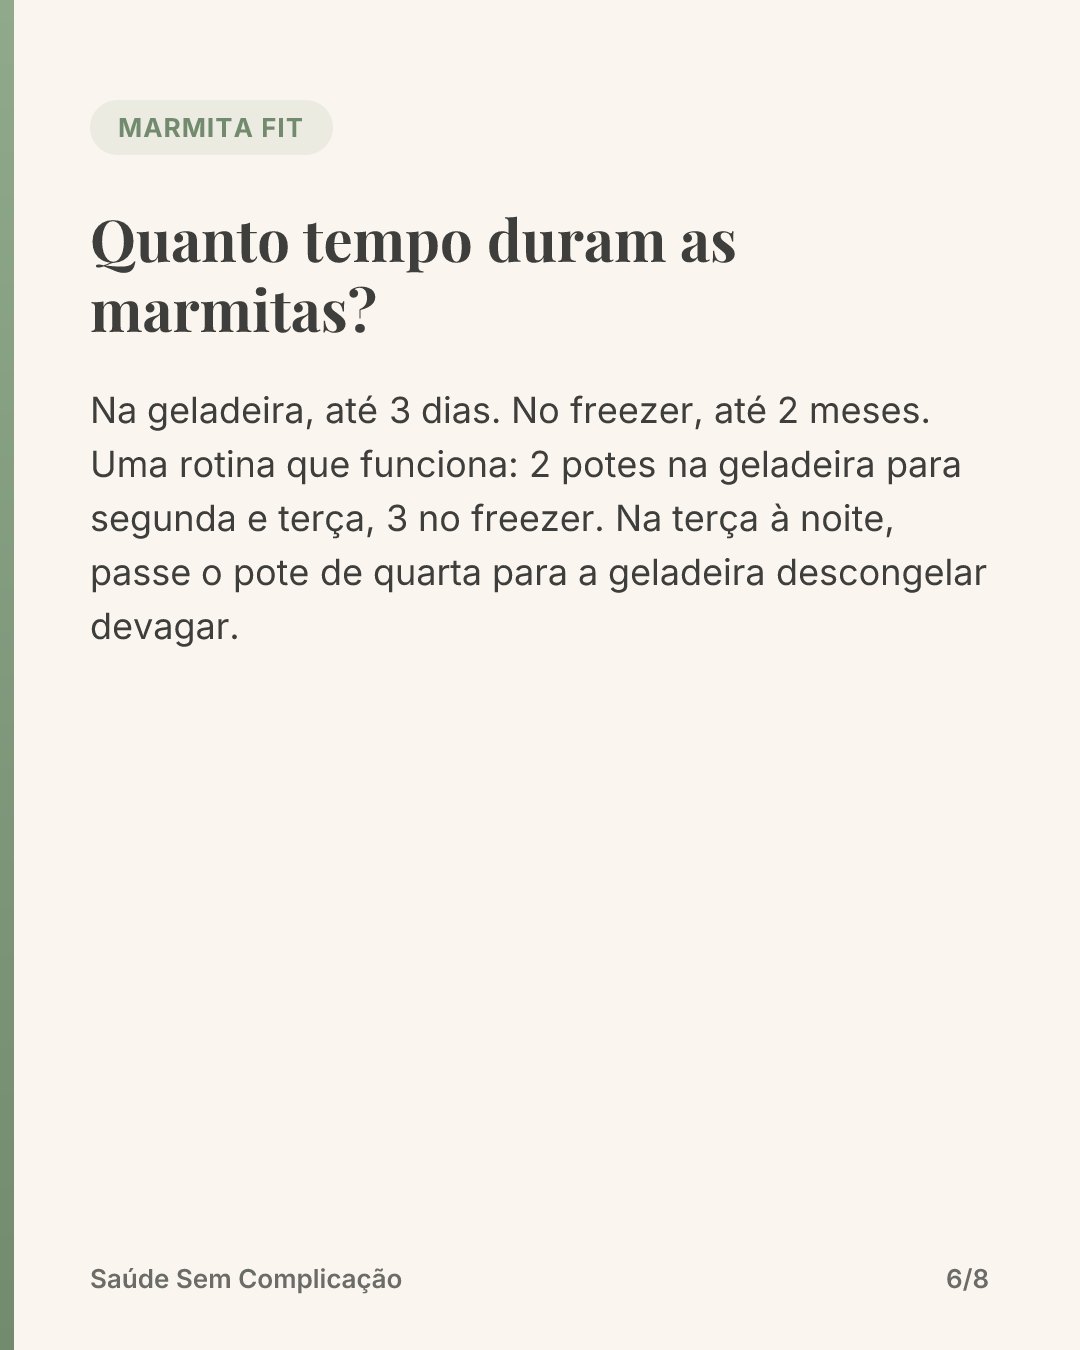 MARMITA FIT
Quanto tempo duram as
marmitas?
Na geladeira, até 3 dias. No freezer, até 2 meses.
Uma rotina que funciona: 2 potes na geladeira para
segunda e terça, 3 no freezer. Na terça à noite,
passe o pote de quarta para a geladeira descongelar
devagar.
Saúde Sem Complicação
6/8